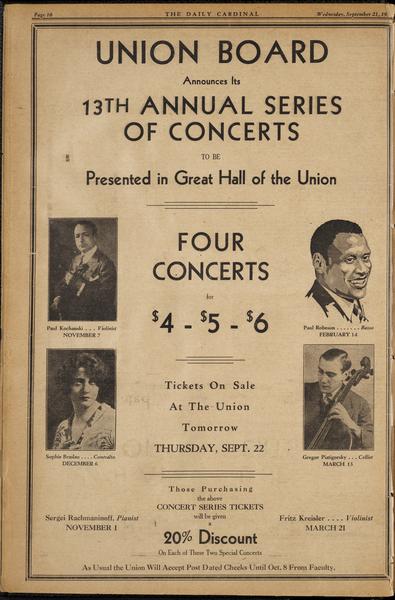 Page 16
THE DAILY CARDINAL
Wednesday, September 21, 19
UNION BOARD
Announces Its
13TH ANNUAL SERIES
OF CONCERTS
TO BE
Presented in Great Hall of the Union
FOUR
CONCERTS
for
$4 - $5 - $6
Paul Kochanski . . . Violinist
NOVEMBER 7
Paul Robeson . . . . . . . Basso
FEBRUARY 14
Tickets On Sale
At The Union
Tomorrow
THURSDAY, SEPT. 22
Sophie Braslau . . . . Contralto
DECEMBER 6
Gregor Piatigorsky . . . Cellist
MARCH 13
Those Purchasing
the above
CONCERT SERIES TICKETS
will be given
a
20% Discount
On Each of These Two Special Concerts
Sergei Rachmaninoff, Pianist
NOVEMBER 1
Fritz Kreisler . . . . Violinist
MARCH 21
As Usual the Union Will Accept Post Dated Checks Until Oct. 8 From Faculty.